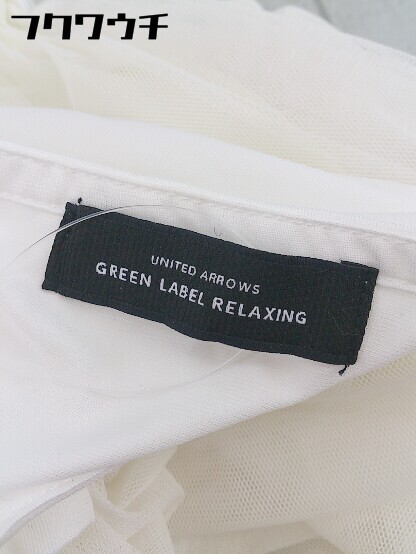 フクワウチ
UNITED ARROWS
GREEN LABEL RELAXING